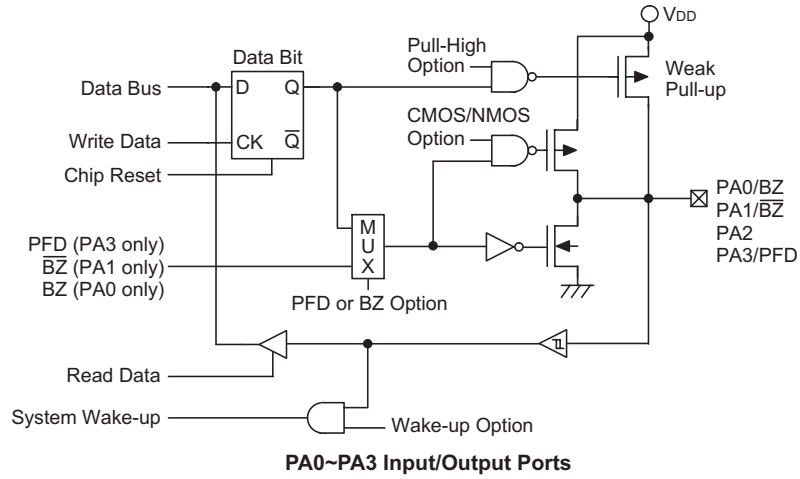 VDD
Pull-High
Option
Weak
Pull-up
Data Bit
Data Bus
D
Q
CMOS/NMOS
Option
Write Data
CK
Q̅
Chip Reset
PA0/BZ
PA1/B̅Z̅
PA2
PA3/PFD
M
U
X
PFD (PA3 only)
B̅Z̅ (PA1 only)
BZ (PA0 only)
PFD or BZ Option
Read Data
System Wake-up
Wake-up Option
PA0~PA3 Input/Output Ports